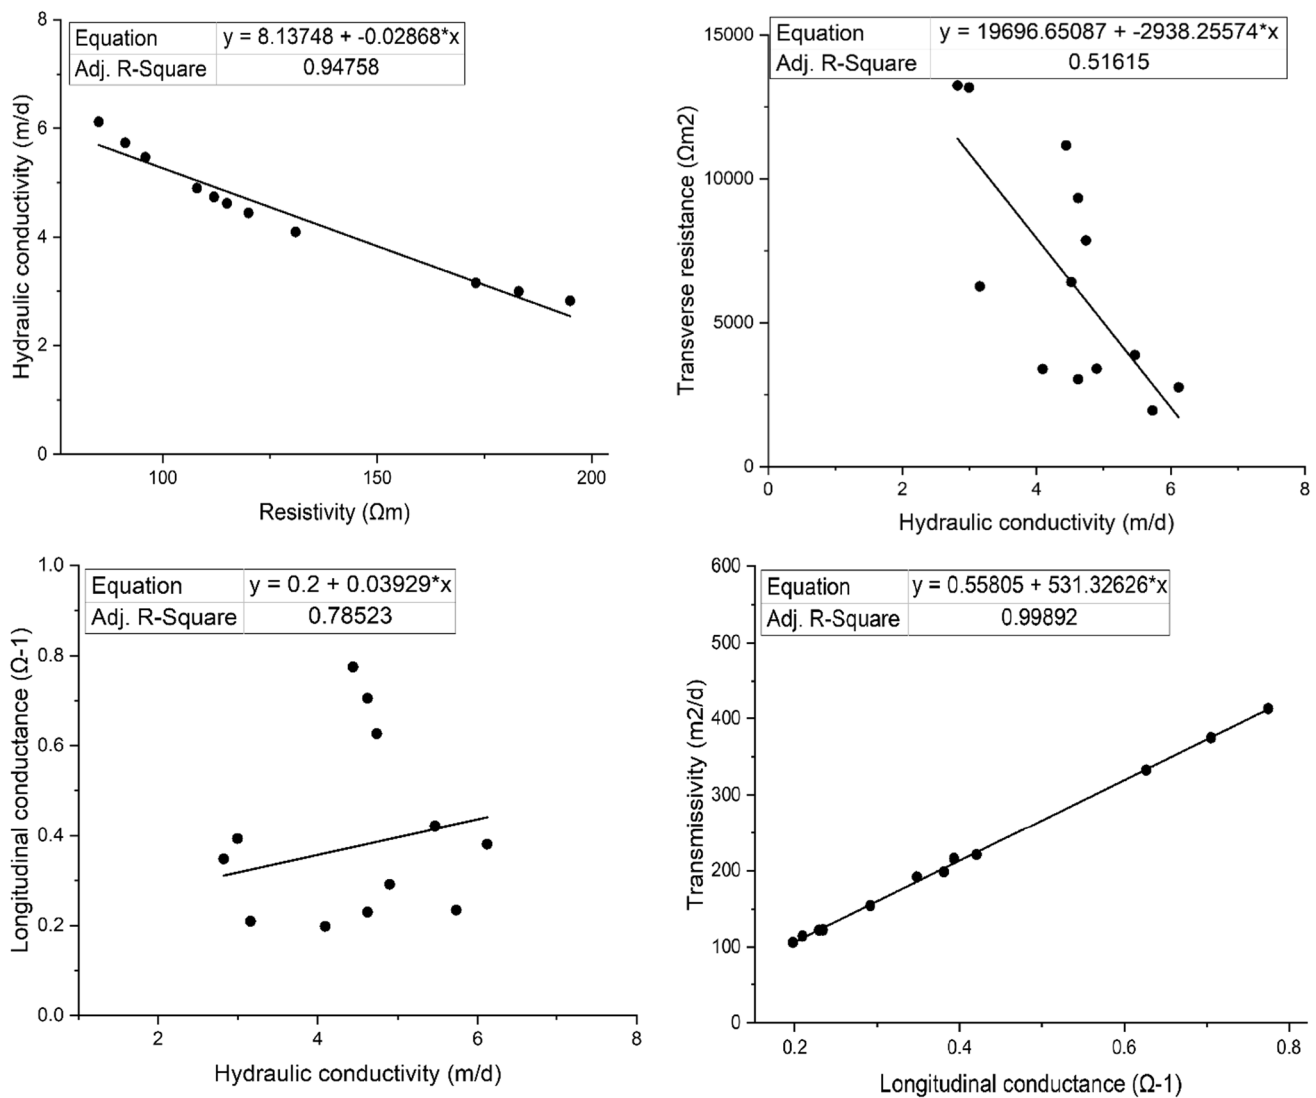 Equation y = 8.13748 + -0.02868*x
Adj. R-Square 0.94758
8
6
4
2
0
Hydraulic conductivity (m/d)
100 150 200
Resistivity (Ωm)
Equation y = 19696.65087 + -2938.25574*x
Adj. R-Square 0.51615
15000
10000
5000
0
Transverse resistance (Ωm2)
0 2 4 6 8
Hydraulic conductivity (m/d)
Equation y = 0.2 + 0.03929*x
Adj. R-Square 0.78523
1.0
0.8
0.6
0.4
0.2
0.0
Longitudinal conductance (Ω-1)
2 4 6 8
Hydraulic conductivity (m/d)
Equation y = 0.55805 + 531.32626*x
Adj. R-Square 0.99892
600
500
400
300
200
100
0
Transmissivity (m2/d)
0.2 0.4 0.6 0.8
Longitudinal conductance (Ω-1)